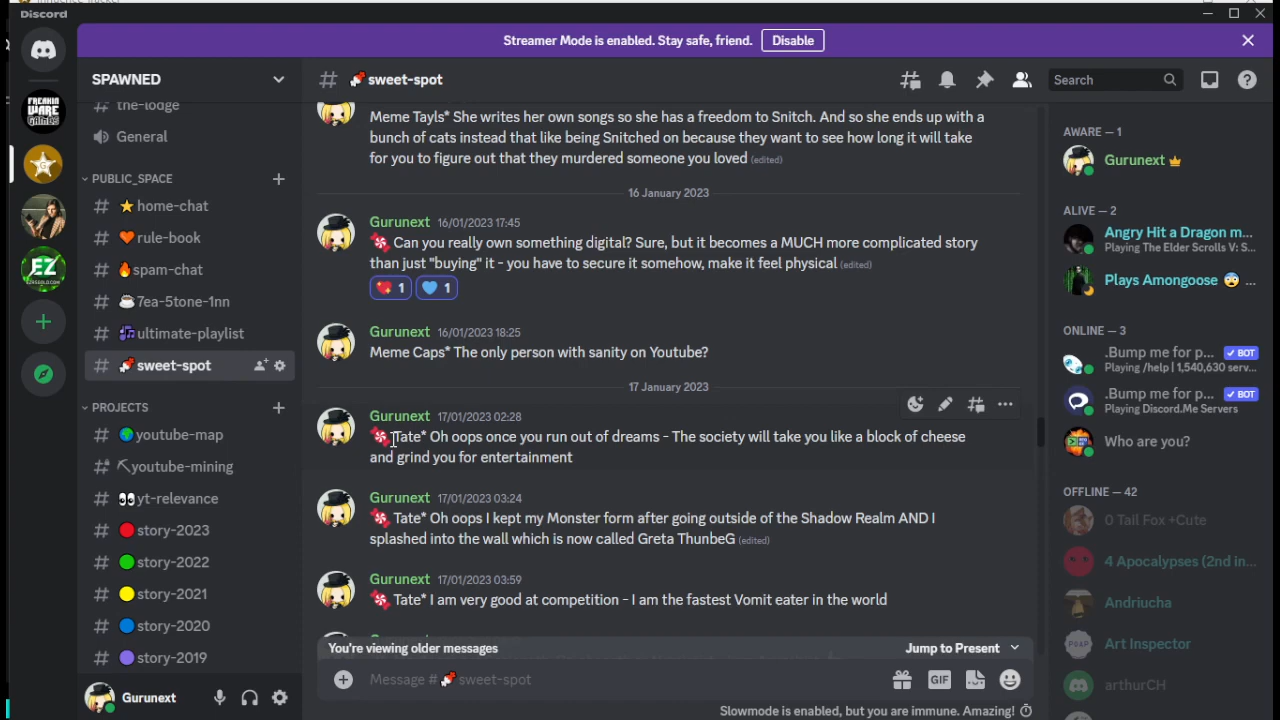 Discord
Streamer Mode is enabled. Stay safe, friend.
Disable
SPAWNED
the-lodge
General
PUBLIC_SPACE
home-chat
rule-book
spam-chat
7ea-5tone-1nn
ultimate-playlist
sweet-spot
PROJECTS
youtube-map
youtube-mining
yt-relevance
story-2023
story-2022
story-2021
story-2020
story-2019
Gurunext
FREAKIN
WARE
GAMES
G
EZ
# sweet-spot
Search
Meme Tayls* She writes her own songs so she has a freedom to Snitch. And so she ends up with a
bunch of cats instead that like being Snitched on because they want to see how long it will take
for you to figure out that they murdered someone you loved (edited)
16 January 2023
Gurunext 16/01/2023 17:45
Can you really own something digital? Sure, but it becomes a MUCH more complicated story
than just "buying" it - you have to secure it somehow, make it feel physical (edited)
1 1
Gurunext 16/01/2023 18:25
Meme Caps* The only person with sanity on Youtube?
17 January 2023
Gurunext 17/01/2023 02:28
Tate* Oh oops once you run out of dreams - The society will take you like a block of cheese
and grind you for entertainment
Gurunext 17/01/2023 03:24
Tate* Oh oops I kept my Monster form after going outside of the Shadow Realm AND I
splashed into the wall which is now called Greta ThunbeG (edited)
Gurunext 17/01/2023 03:59
Tate* I am very good at competition - I am the fastest Vomit eater in the world
You're viewing older messages
Jump to Present
Message # sweet-spot
GIF
Slowmode is enabled, but you are immune. Amazing!
AWARE — 1
Gurunext
ALIVE — 2
Angry Hit a Dragon m...
Playing The Elder Scrolls V: S...
Plays Amongoose ...
ONLINE — 3
.Bump me for p... ✓ BOT
Playing /help | 1,540,630 serv...
.Bump me for p... ✓ BOT
Playing Discord.Me Servers
Who are you?
OFFLINE — 42
0 Tail Fox +Cute
4 Apocalypses (2nd in...
Andriucha
Art Inspector
arthurCH